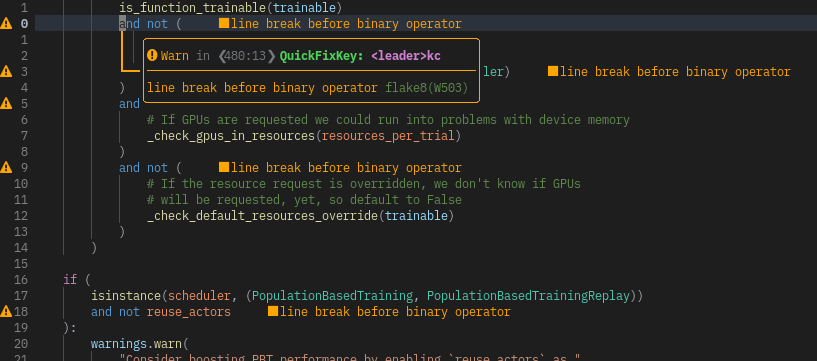 1 is_function_trainable(trainable)
0 and not ( line break before binary operator
1
2 Warn in ❮480:13❯ QuickFixKey: <leader>kc
3 ler) line break before binary operator
4 ) line break before binary operator flake8(W503)
5 and
6 # If GPUs are requested we could run into problems with device memory
7 _check_gpus_in_resources(resources_per_trial)
8 )
9 and not ( line break before binary operator
10 # If the resource request is overridden, we don't know if GPUs
11 # will be requested, yet, so default to False
12 _check_default_resources_override(trainable)
13 )
14 )
15
16 if (
17 isinstance(scheduler, (PopulationBasedTraining, PopulationBasedTrainingReplay))
18 and not reuse_actors line break before binary operator
19 ):
20 warnings.warn(
21 "Consider boosting PBT performance by enabling `reuse_actors` as "